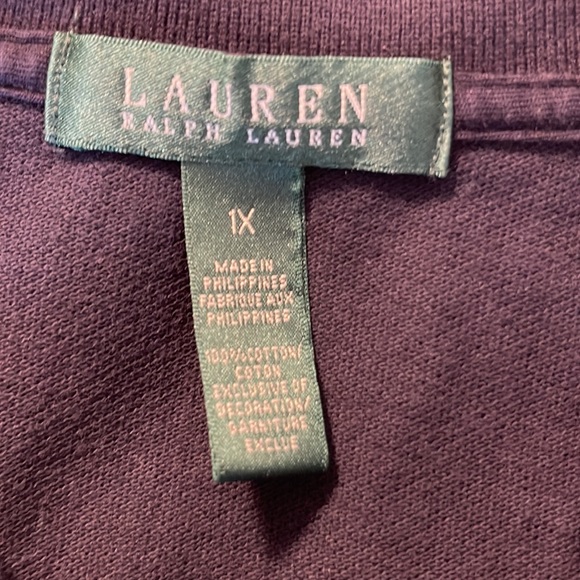 LAUREN
RALPH LAUREN
1X
MADE IN
PHILIPPINES
FABRIQUE AUX
PHILIPPINES
100% COTTON/
COTON
EXCLUSIVE OF
DECORATION/
GARNITURE
EXCLUE